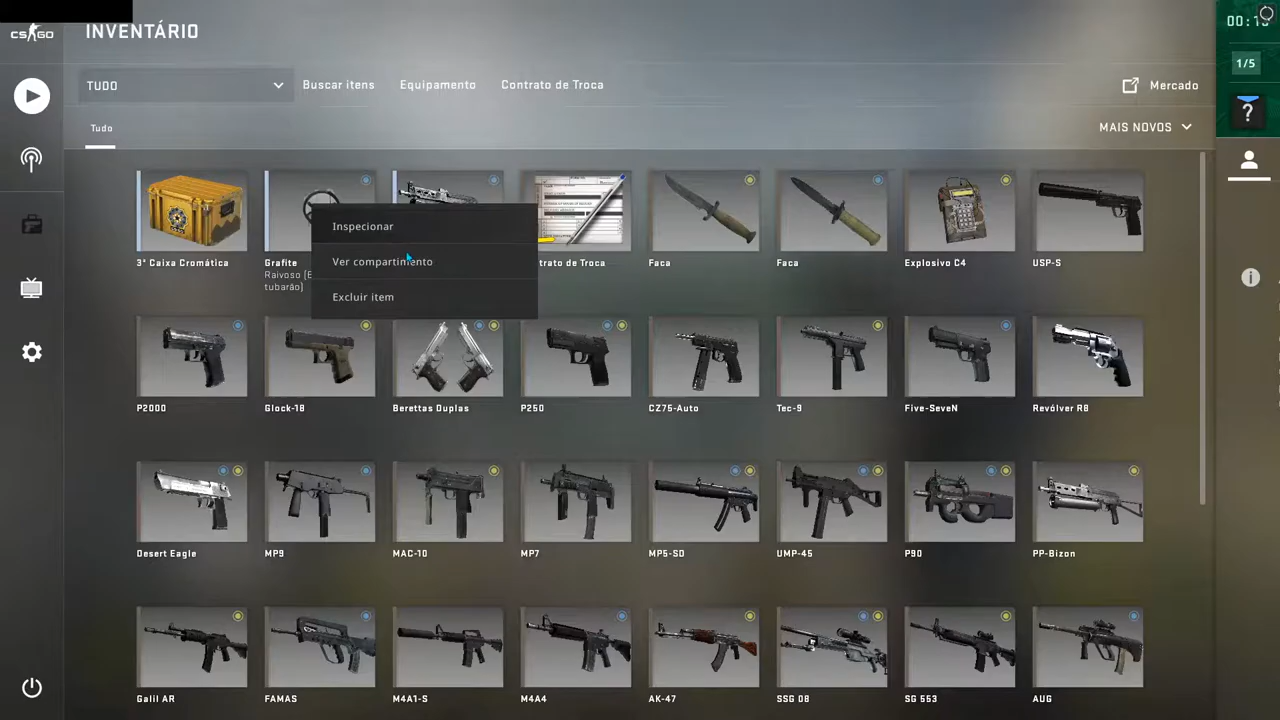 CS GO
INVENTÁRIO
00:1
1/5
TUDO
Buscar itens
Equipamento
Contrato de Troca
Mercado
?
Tudo
MAIS NOVOS
Inspecionar
Ver compartimento
Excluir item
3ª Caixa Cromática
Grafite
Raivoso
tubarão)
trato de Troca
Faca
Faca
Explosivo C4
USP-S
P2000
Glock-18
Berettas Duplas
P250
CZ75-Auto
Tec-9
Five-SeveN
Revólver R8
Desert Eagle
MP9
MAC-10
MP7
MP5-SD
UMP-45
P90
PP-Bizon
Galil AR
FAMAS
M4A1-S
M4A4
AK-47
SSG 08
SG 553
AUG